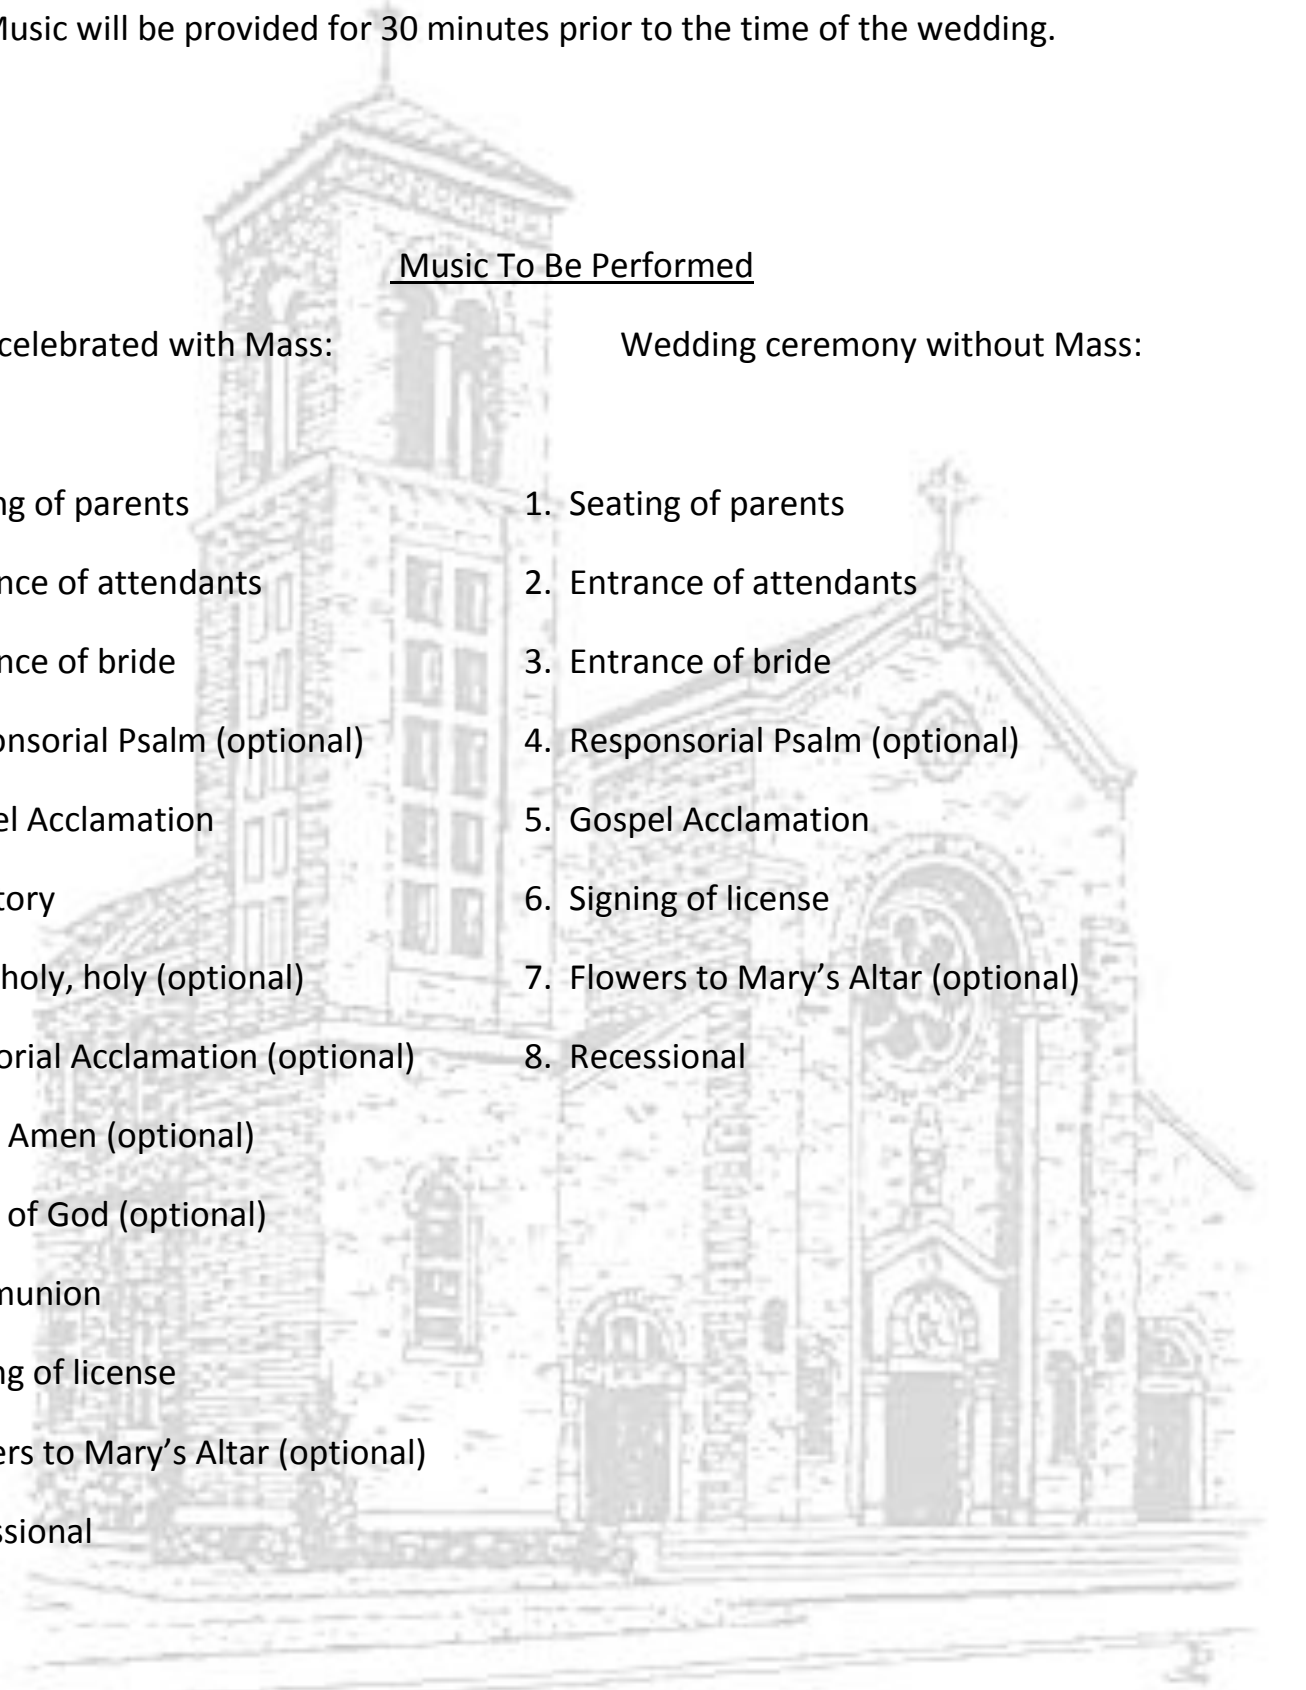 Music will be provided for 30 minutes prior to the time of the wedding.
Music To Be Performed
celebrated with Mass:
ng of parents
nce of attendants
nce of bride
onsorial Psalm (optional)
el Acclamation
tory
holy, holy (optional)
orial Acclamation (optional)
Amen (optional)
of God (optional)
munion
ng of license
ers to Mary’s Altar (optional)
ssional
Wedding ceremony without Mass:
1. Seating of parents
2. Entrance of attendants
3. Entrance of bride
4. Responsorial Psalm (optional)
5. Gospel Acclamation
6. Signing of license
7. Flowers to Mary’s Altar (optional)
8. Recessional